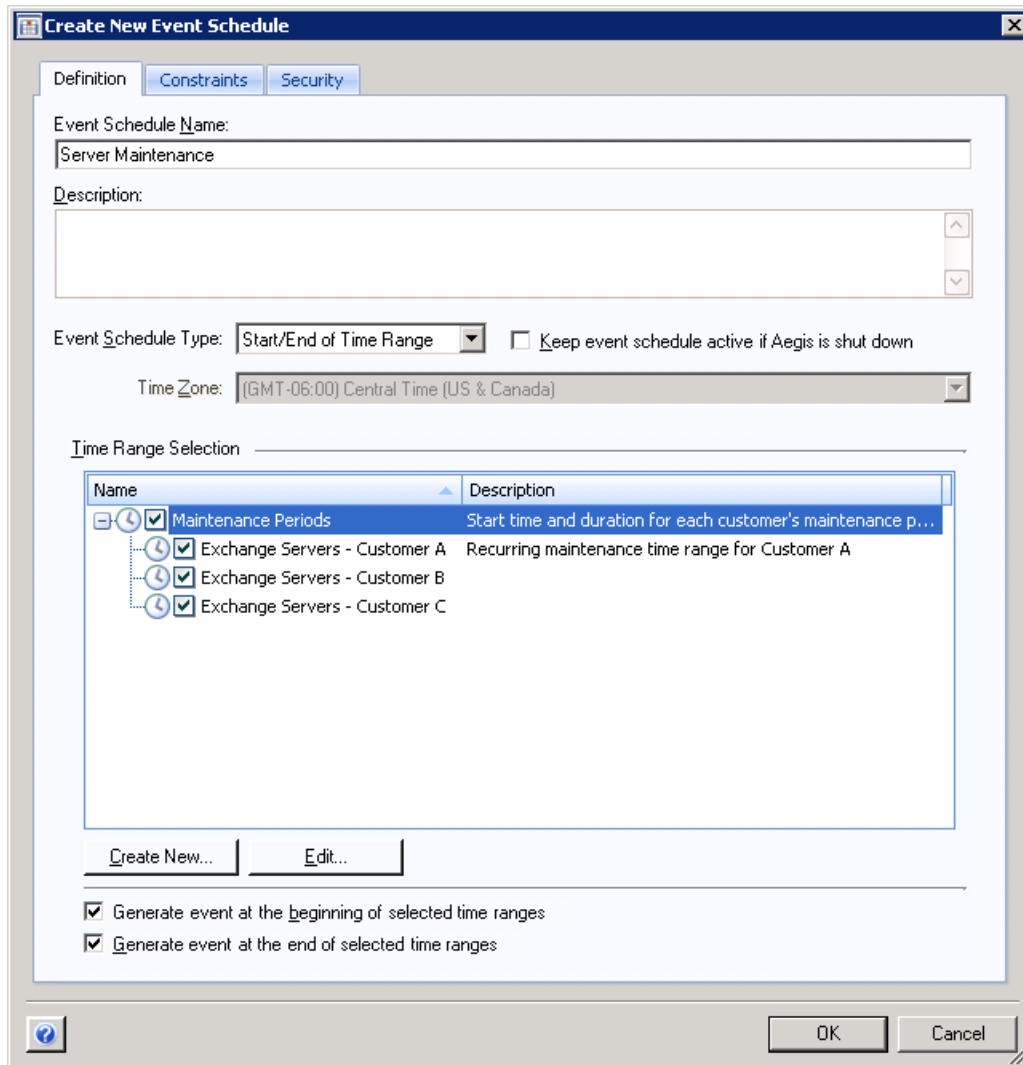 Create New Event Schedule
Definition Constraints Security
Event Schedule Name:
Server Maintenance
Description:
Event Schedule Type: Start/End of Time Range Keep event schedule active if Aegis is shut down
Time Zone: (GMT-06:00) Central Time (US & Canada)
Time Range Selection
Name Description
Maintenance Periods Start time and duration for each customer's maintenance p...
Exchange Servers - Customer A Recurring maintenance time range for Customer A
Exchange Servers - Customer B
Exchange Servers - Customer C
Create New... Edit...
Generate event at the beginning of selected time ranges
Generate event at the end of selected time ranges
? OK Cancel